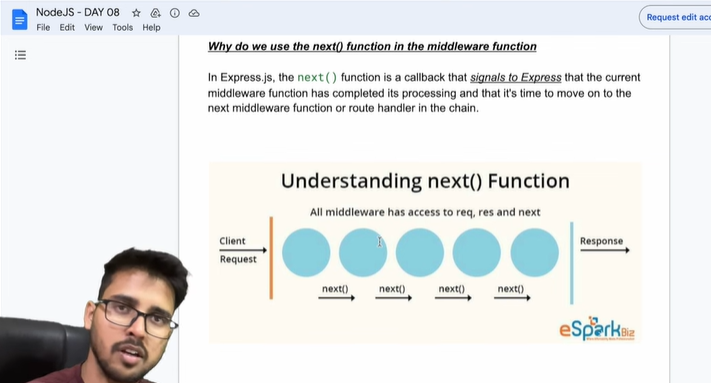 NodeJS - DAY 08
File Edit View Tools Help
Request edit acc
Why do we use the next() function in the middleware function
In Express.js, the next() function is a callback that signals to Express that the current
middleware function has completed its processing and that it's time to move on to the
next middleware function or route handler in the chain.
Understanding next() Function
All middleware has access to req, res and next
Client
Request
Response
next() next() next() next()
eSparkBiz